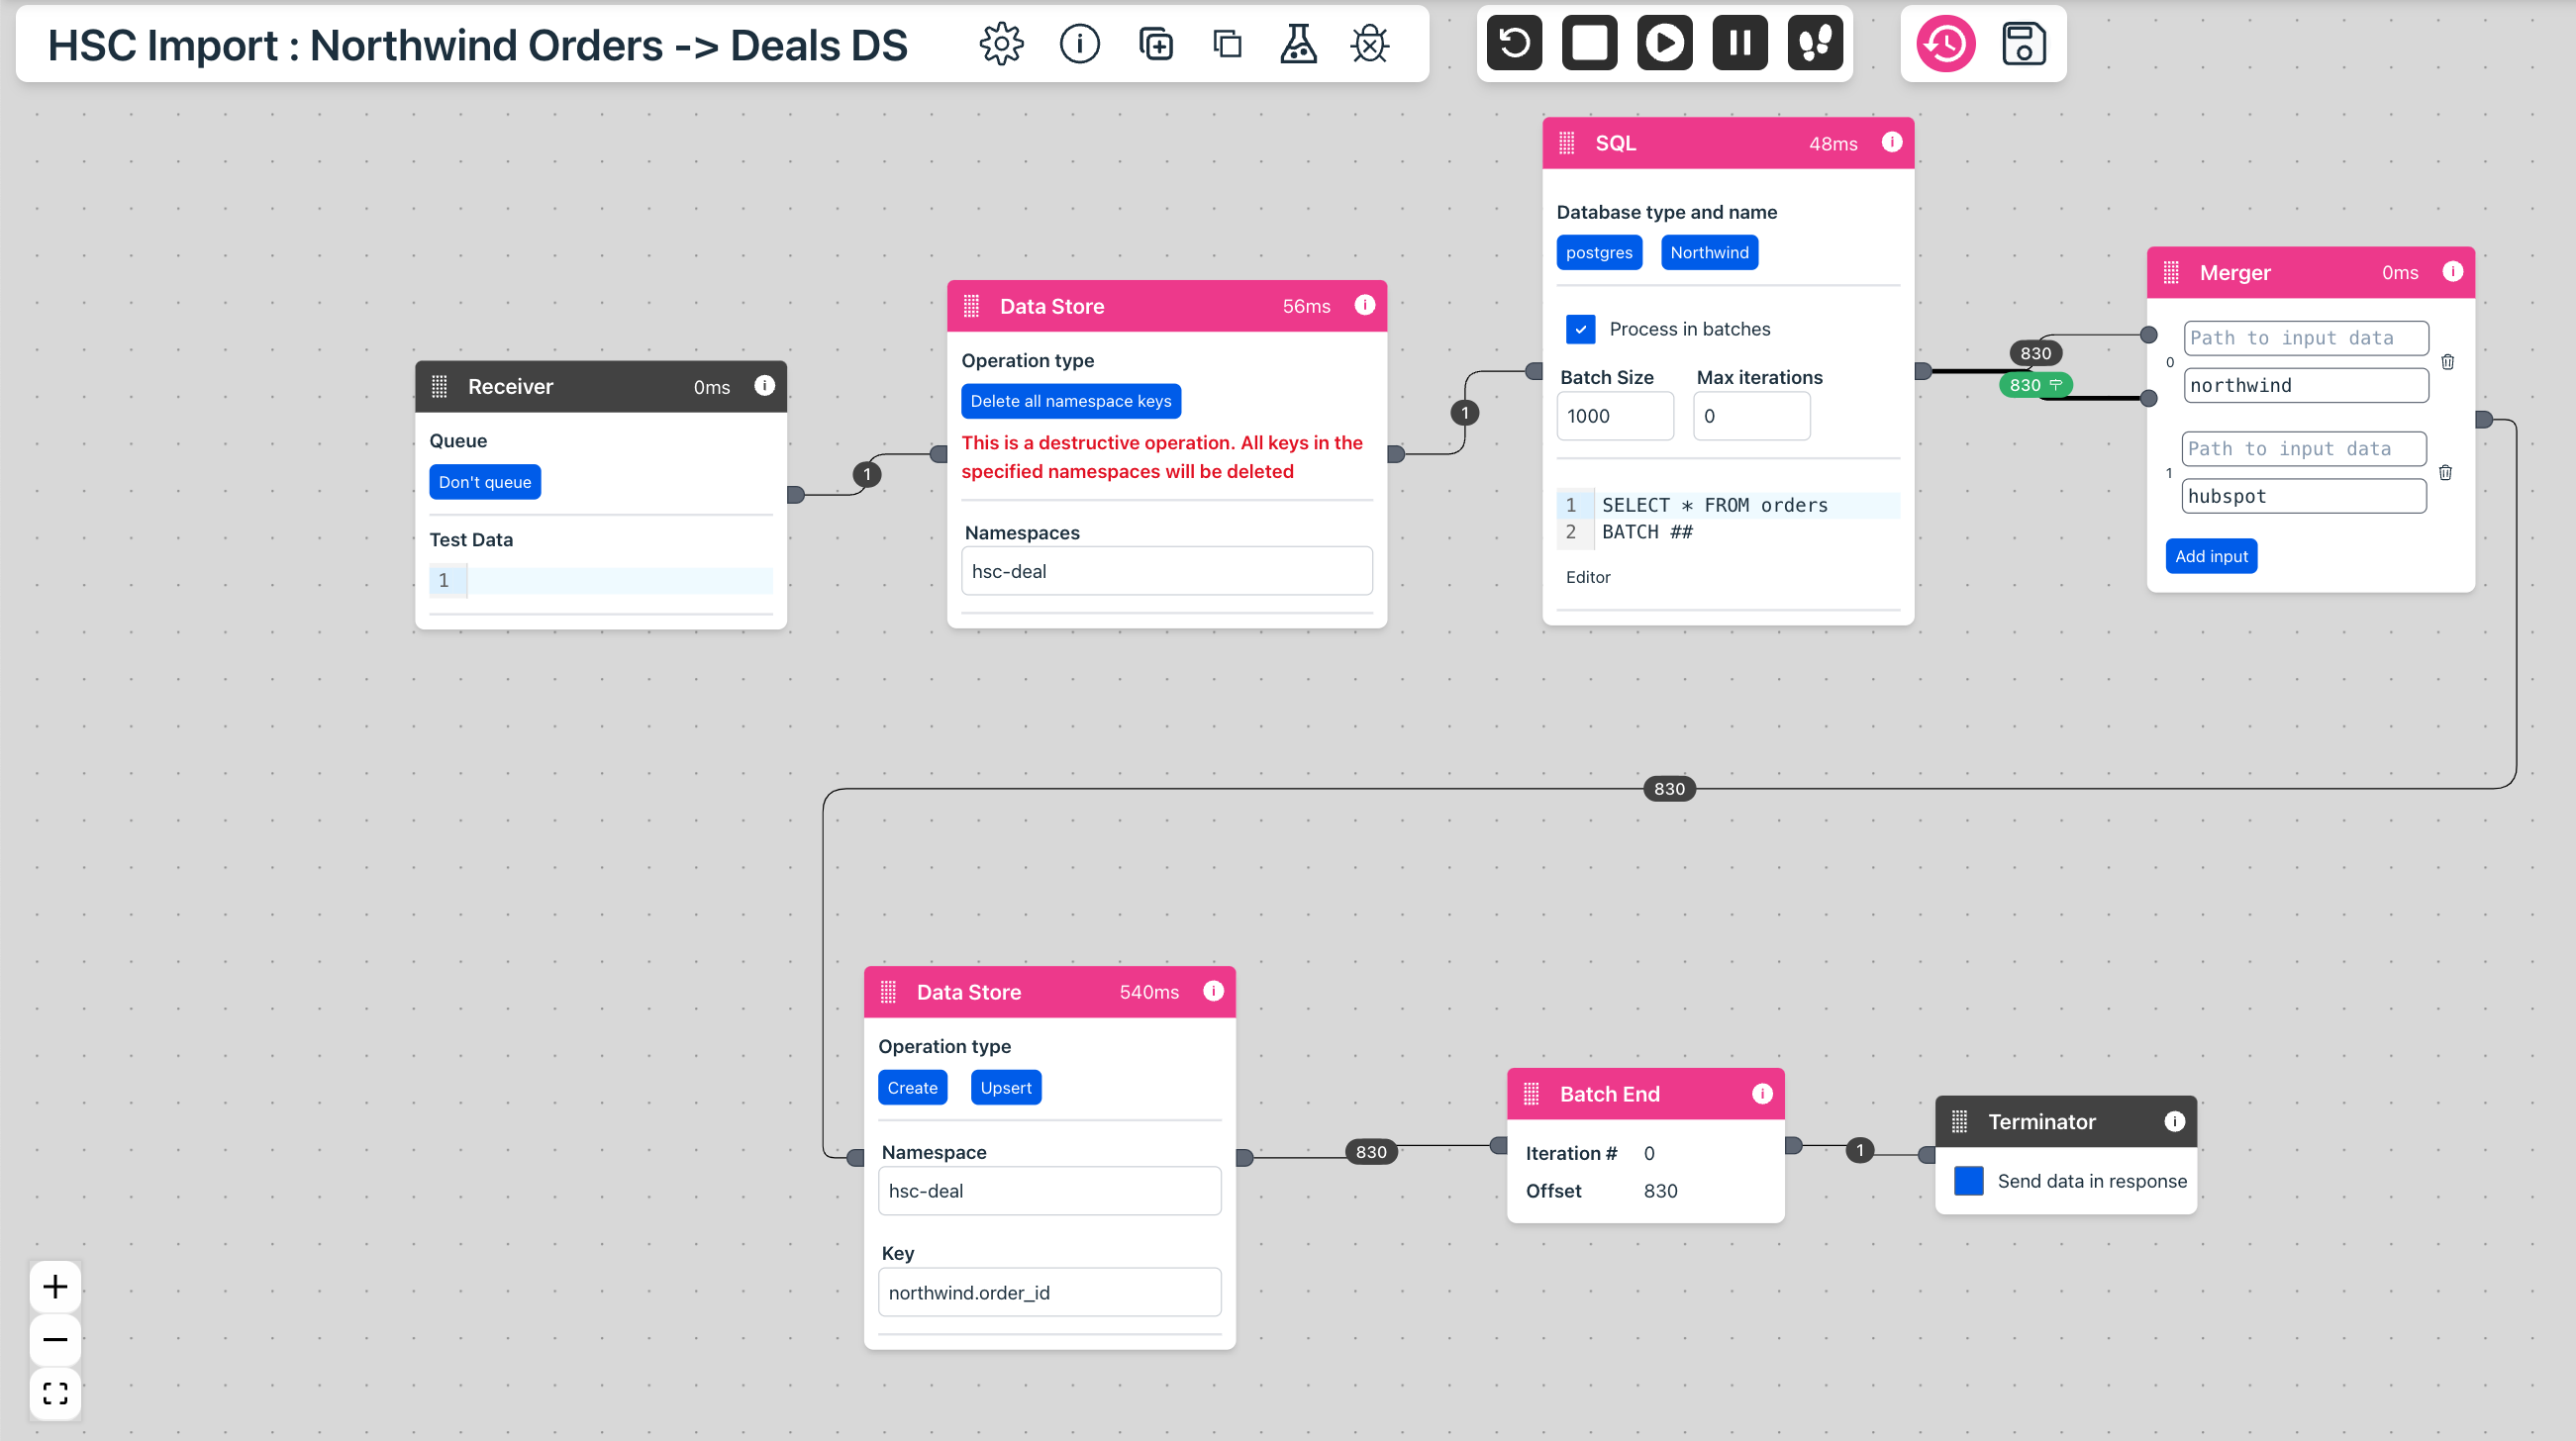 HSC Import : Northwind Orders -> Deals DS
Receiver 0ms
Queue
Don't queue
Test Data
1
1
Data Store 56ms
Operation type
Delete all namespace keys
This is a destructive operation. All keys in the
specified namespaces will be deleted
Namespaces
hsc-deal
1
SQL 48ms
Database type and name
postgres Northwind
Process in batches
Batch Size Max iterations
1000 0
1 SELECT * FROM orders
2 BATCH ##
Editor
830
830
Merger 0ms
Path to input data
0
northwind
Path to input data
1
hubspot
Add input
830
Data Store 540ms
Operation type
Create Upsert
Namespace
hsc-deal
Key
northwind.order_id
830
Batch End
Iteration # 0
Offset 830
1
Terminator
Send data in response